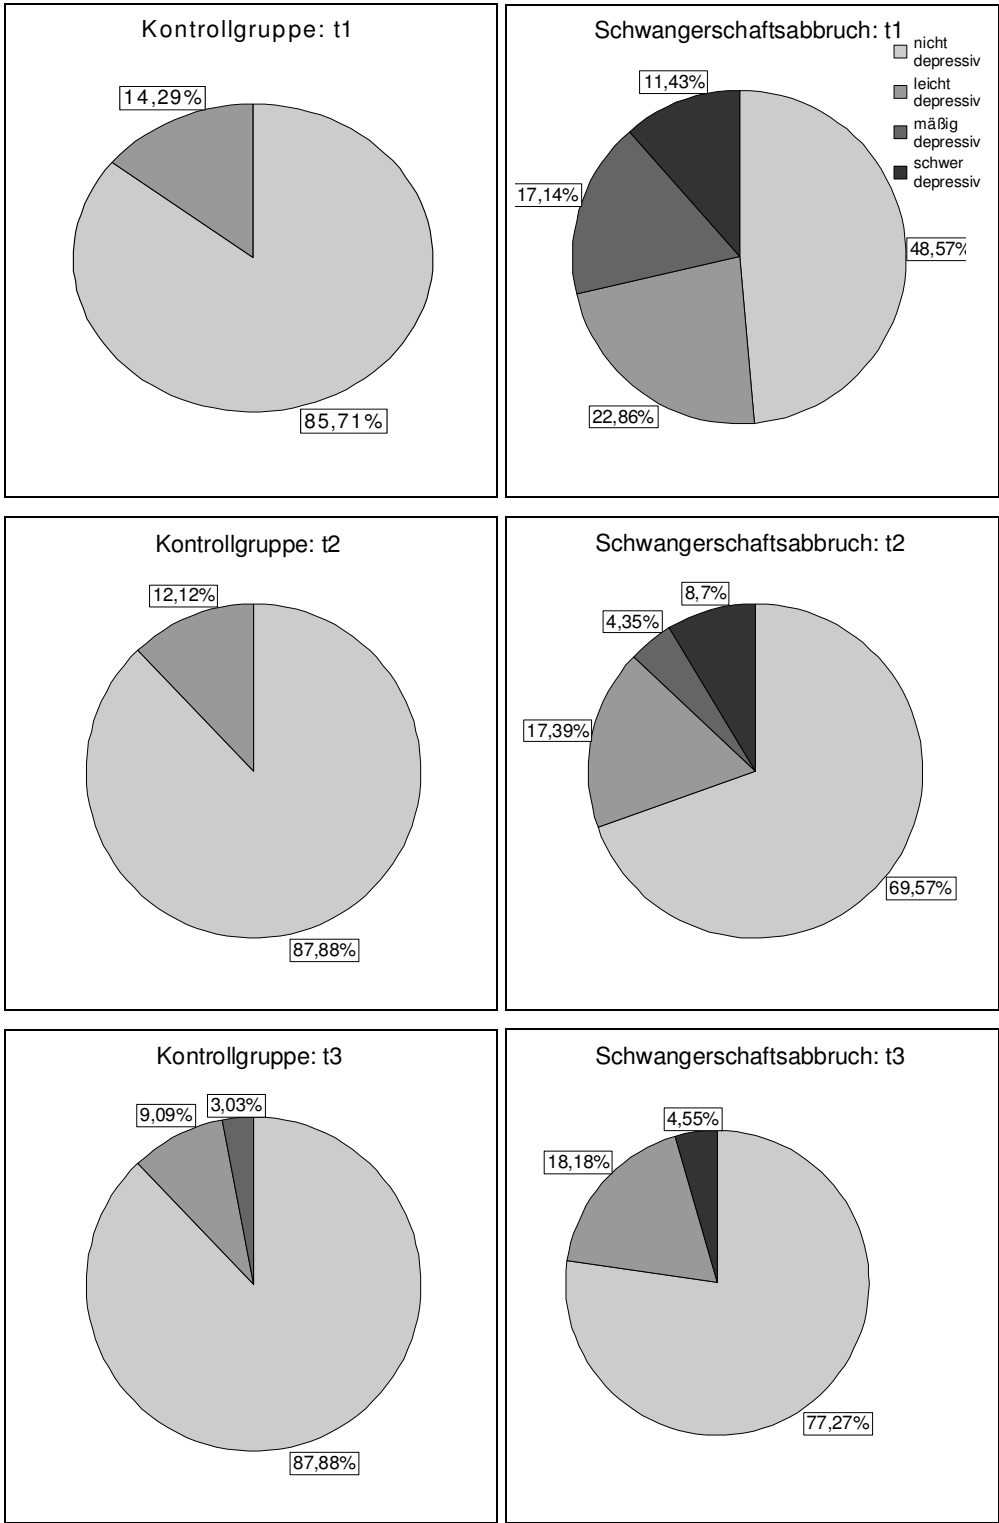 Kontrollgruppe: t1
14,29%
85,71%
Schwangerschaftsabbruch: t1
nicht
depressiv
leicht
depressiv
mäßig
depressiv
schwer
depressiv
11,43%
17,14%
48,57%
22,86%
Kontrollgruppe: t2
12,12%
87,88%
Schwangerschaftsabbruch: t2
8,7%
4,35%
17,39%
69,57%
Kontrollgruppe: t3
3,03%
9,09%
87,88%
Schwangerschaftsabbruch: t3
4,55%
18,18%
77,27%